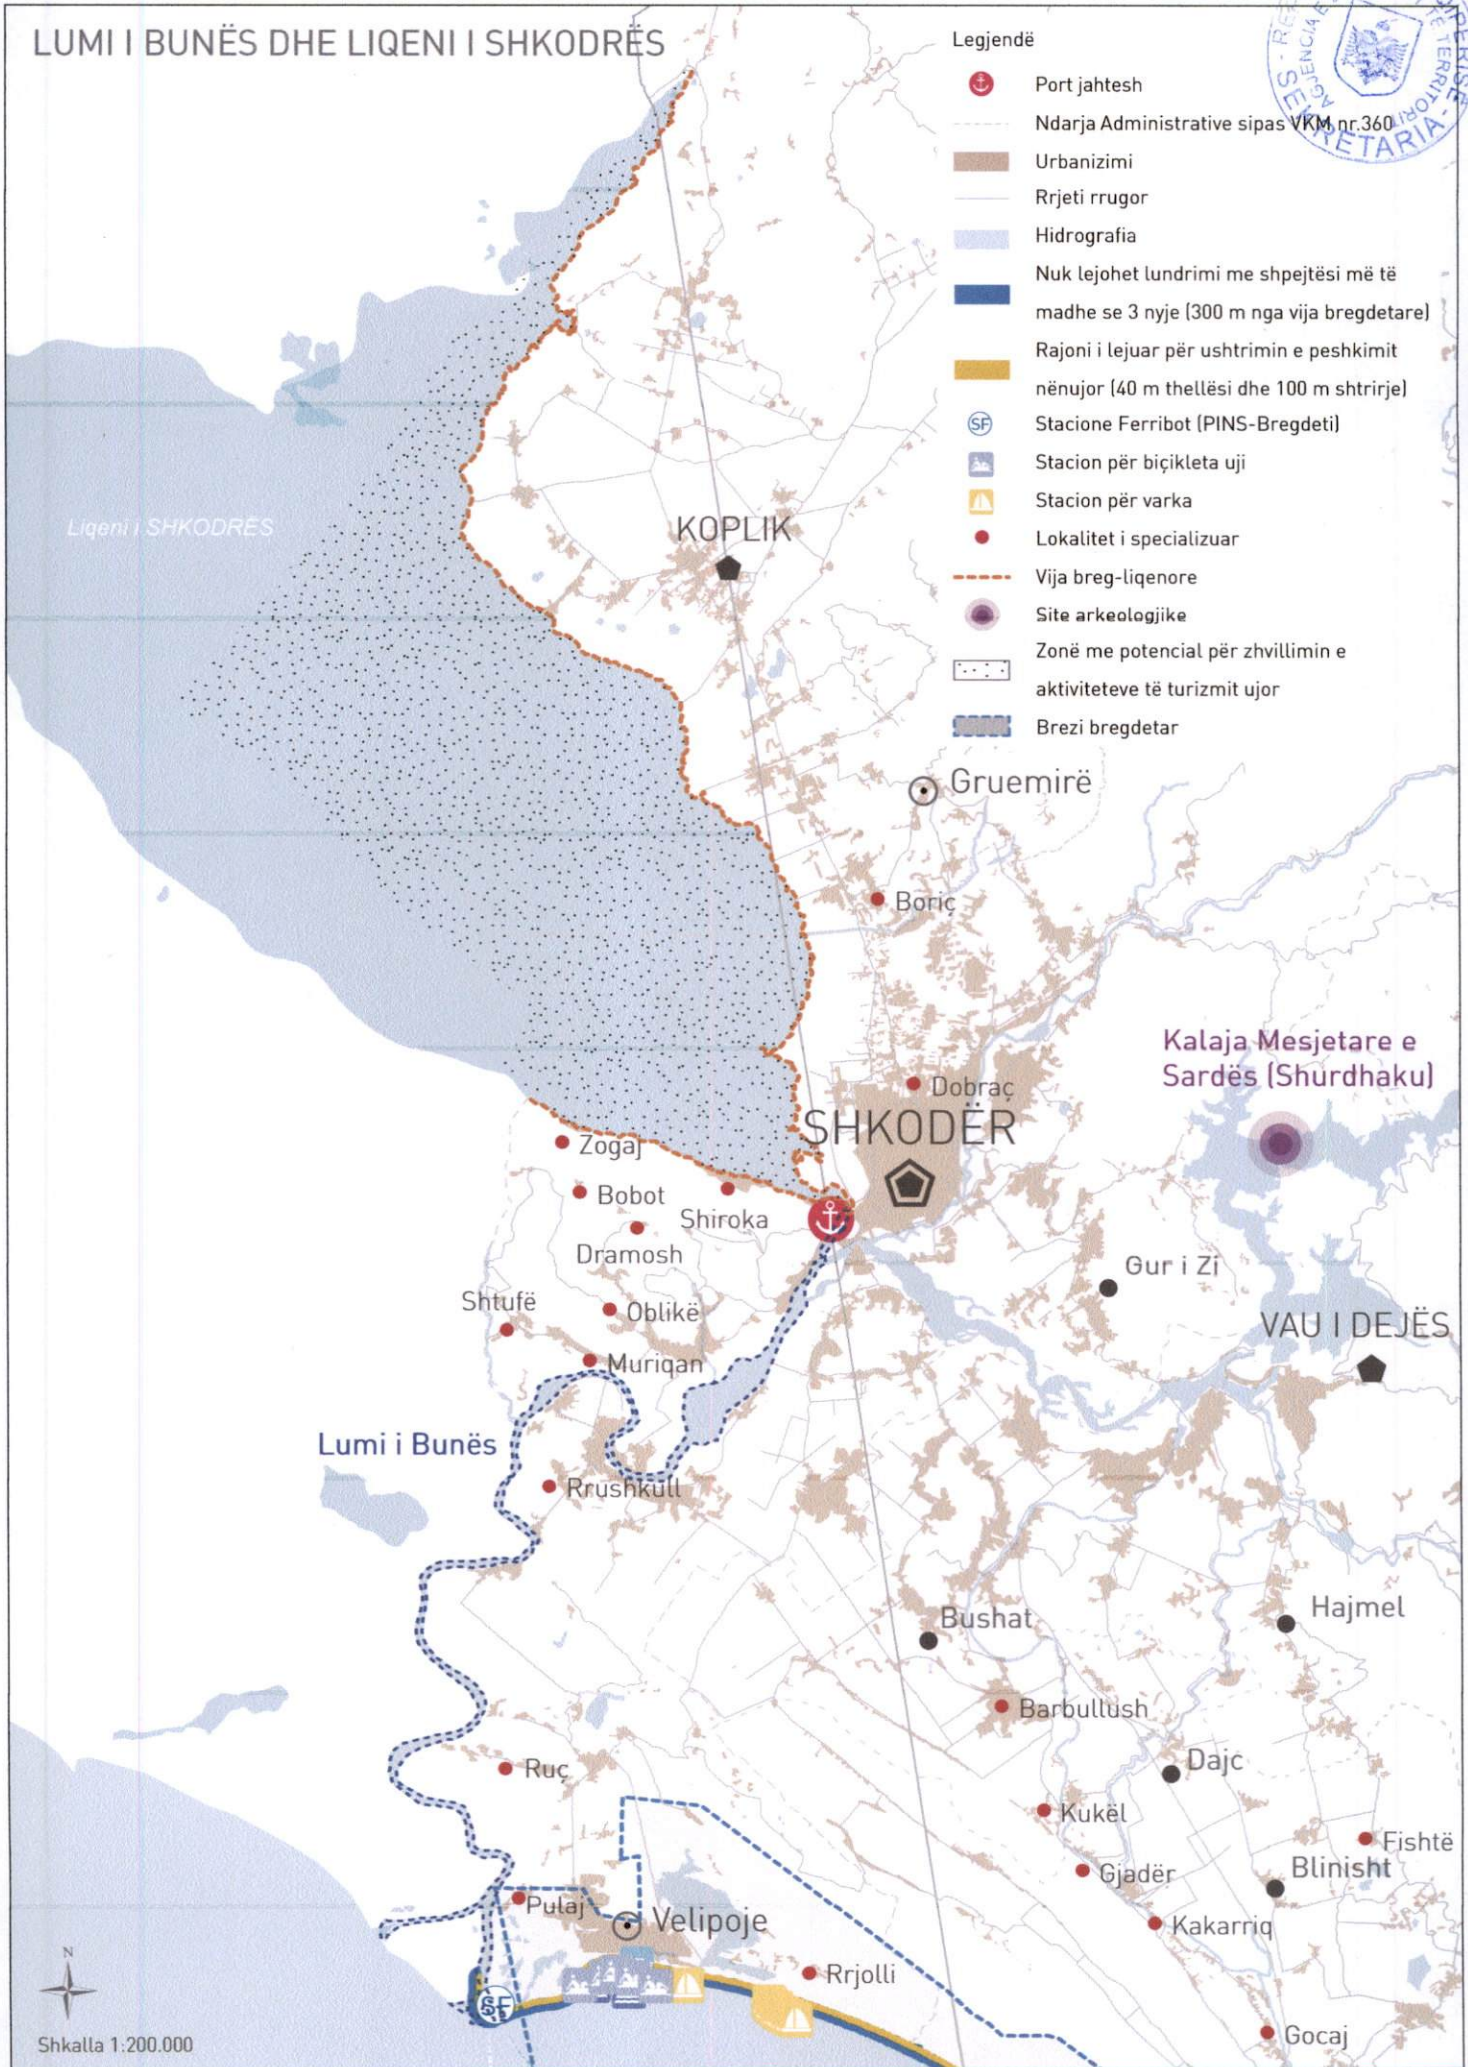 LUMI I BUNËS DHE LIQENI I SHKODRËS
Legjendë
Port jahtesh
Ndarja Administrative sipas VKM nr.360
Urbanizimi
Rrjeti rrugor
Hidrografia
Nuk lejohet lundrimi me shpejtësi më të
madhe se 3 nyje (300 m nga vija bregdetare)
Rajoni i lejuar për ushtrimin e peshkimit
nënujor (40 m thellësi dhe 100 m shtrirje)
SF
Stacione Ferribot (PINS-Bregdeti)
Stacion për biçikleta uji
Stacion për varka
Lokalitet i specializuar
Vija breg-liqenore
Site arkeologjike
Zonë me potencial për zhvillimin e
aktiviteteve të turizmit ujor
Brezi bregdetar
SEKRETARIA
TERRITORIT
Liqeni i SHKODRËS
KOPLIK
Gruemirë
Boriç
Kalaja Mesjetare e
Sardës (Shurdhaku)
Dobraç
SHKODËR
Zogaj
Bobot
Shiroka
Dramosh
Gur i Zi
Shtufë
Oblikë
VAU I DEJËS
Muriqan
Lumi i Bunës
Rrushkull
Hajmel
Bushat
Barbullush
Ruç
Dajc
Kukël
Fishtë
Blinisht
Gjadër
Pulaj
Velipoje
Kakarriq
Rrjolli
N
SF
Gocaj
Shkalla 1:200.000